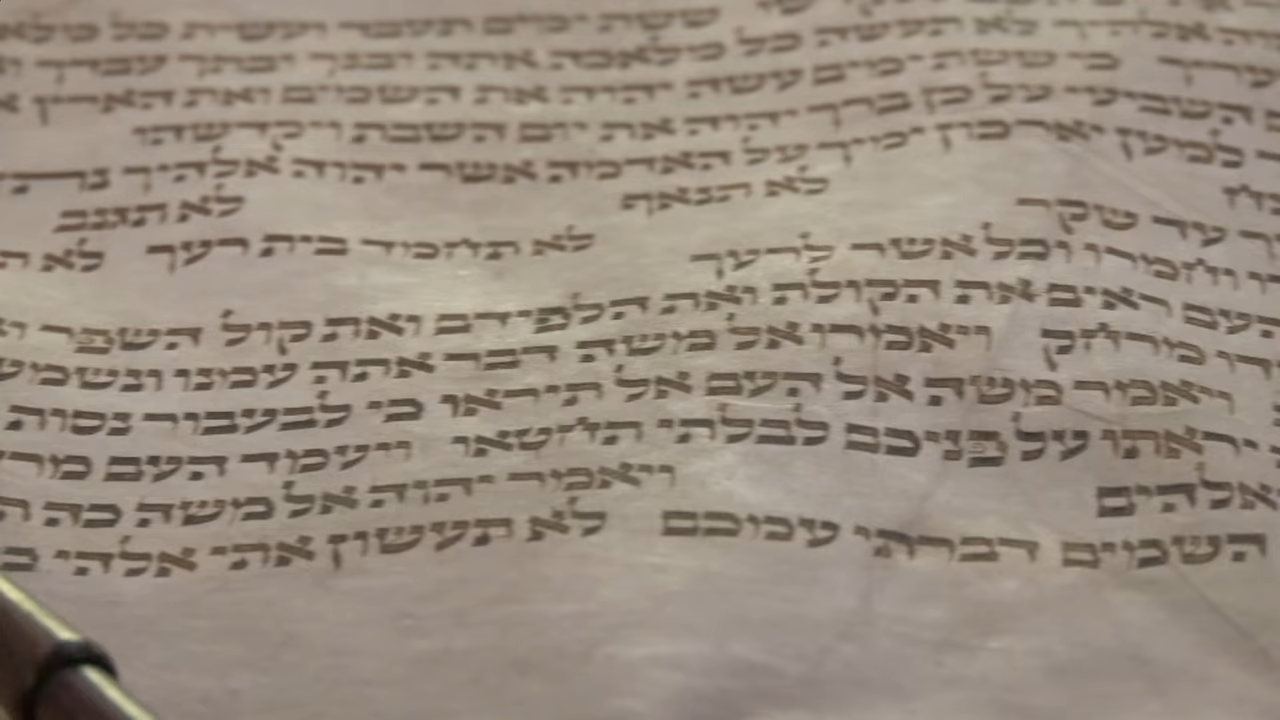 ששת ימים תעבד ועשית כל
אלהיך לא תעשה כל מלאכה אתה ובנך ובתך עבדך
כי ששת ימים עשה יהוה את השמים ואת הארץ
השביעי על כן ברך יהוה את יום השבת ויקדשהו
למען יארכון ימיך על האדמה אשר יהוה אלהיך
לא תנאף לא תגנב
עד שקר לא תחמד בית רעך לא
וחמרו וכל אשר לרעך
העם ראים את הקולת ואת הלפידם ואת קול השפר
מרחק ויאמרו אל משה דבר אתה עמנו ונשמעה
ויאמר משה אל העם אל תיראו כי לבעבור נסות
יראתו על פניכם לבלתי תחטאו ויעמד העם
האלהים ויאמר יהוה אל משה כה
השמים דברתי עמכם לא תעשון אתי אלהי